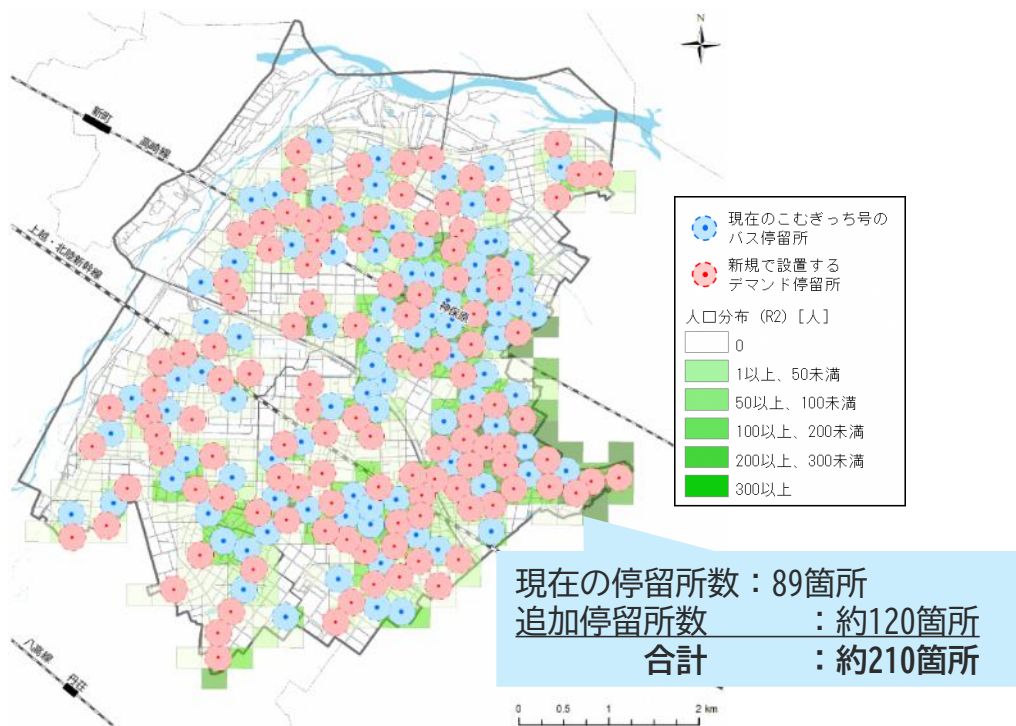 N
新町
高崎線
上越・北陸新幹線
神保原
八高線
丹荘
現在のこむぎっち号の
バス停留所
新規で設置する
デマンド停留所
人口分布（R2）[人]
0
1以上、50未満
50以上、100未満
100以上、200未満
200以上、300未満
300以上
現在の停留所数：89箇所
追加停留所数　　：約120箇所
合計　　：約210箇所
0 0.5 1 2 km